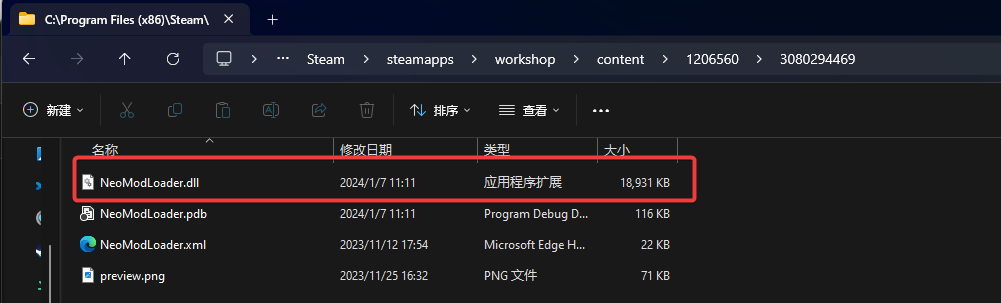 C:\Program Files (x86)\Steam\
Steam steamapps workshop content 1206560 3080294469
新建 排序 查看
名称 修改日期 类型 大小
NeoModLoader.dll 2024/1/7 11:11 应用程序扩展 18,931 KB
NeoModLoader.pdb 2024/1/7 11:11 Program Debug D... 116 KB
NeoModLoader.xml 2023/11/12 17:54 Microsoft Edge H... 22 KB
preview.png 2023/11/25 16:32 PNG 文件 71 KB